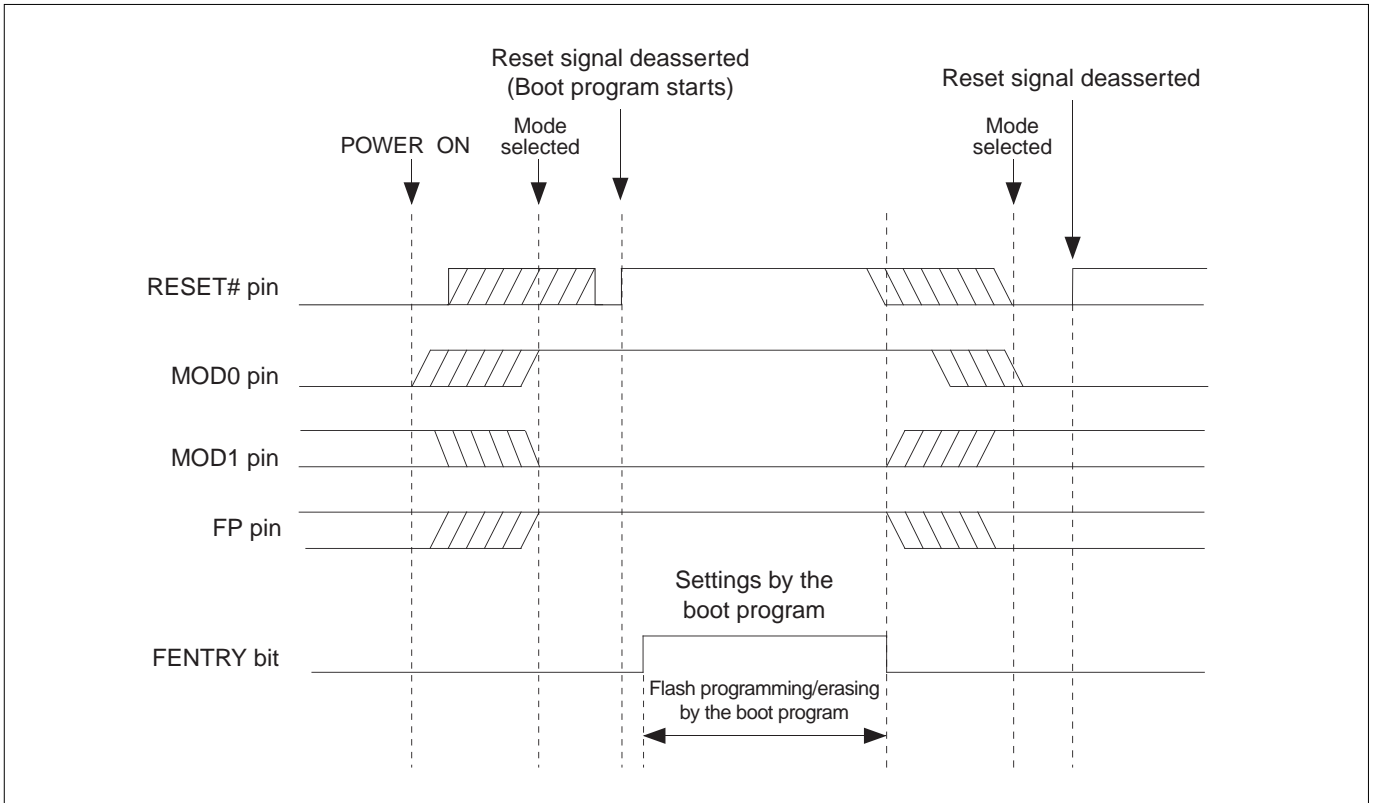 Reset signal deasserted
(Boot program starts)
Reset signal deasserted
POWER ON
Mode
selected
Mode
selected
RESET# pin
MOD0 pin
MOD1 pin
FP pin
Settings by the
boot program
FENTRY bit
Flash programming/erasing
by the boot program